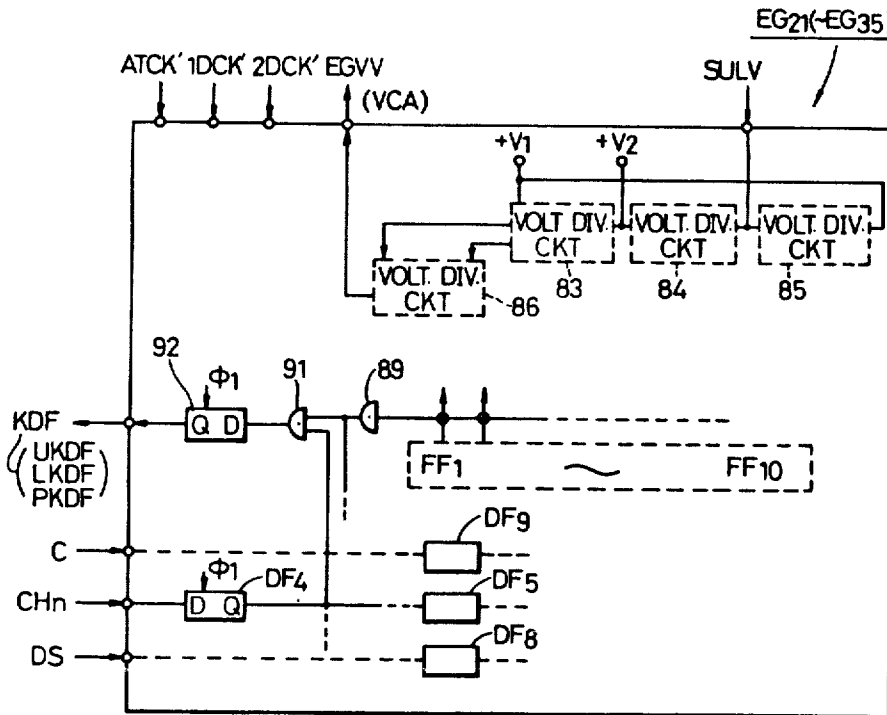 EG21(~EG35)
ATCK' 1DCK' 2DCK' EGVV
SULV
(VCA)
+V1
+V2
VOLT. DIV. CKT
VOLT. DIV. CKT
VOLT. DIV. CKT
83
84
85
VOLT. DIV. CKT
86
92
Φ1
91
89
KDF
Q D
(UKDF
LKDF
PKDF)
FF1 ~ FF10
DF9
C
Φ1
DF4
DF5
CHn
D Q
DF8
DS